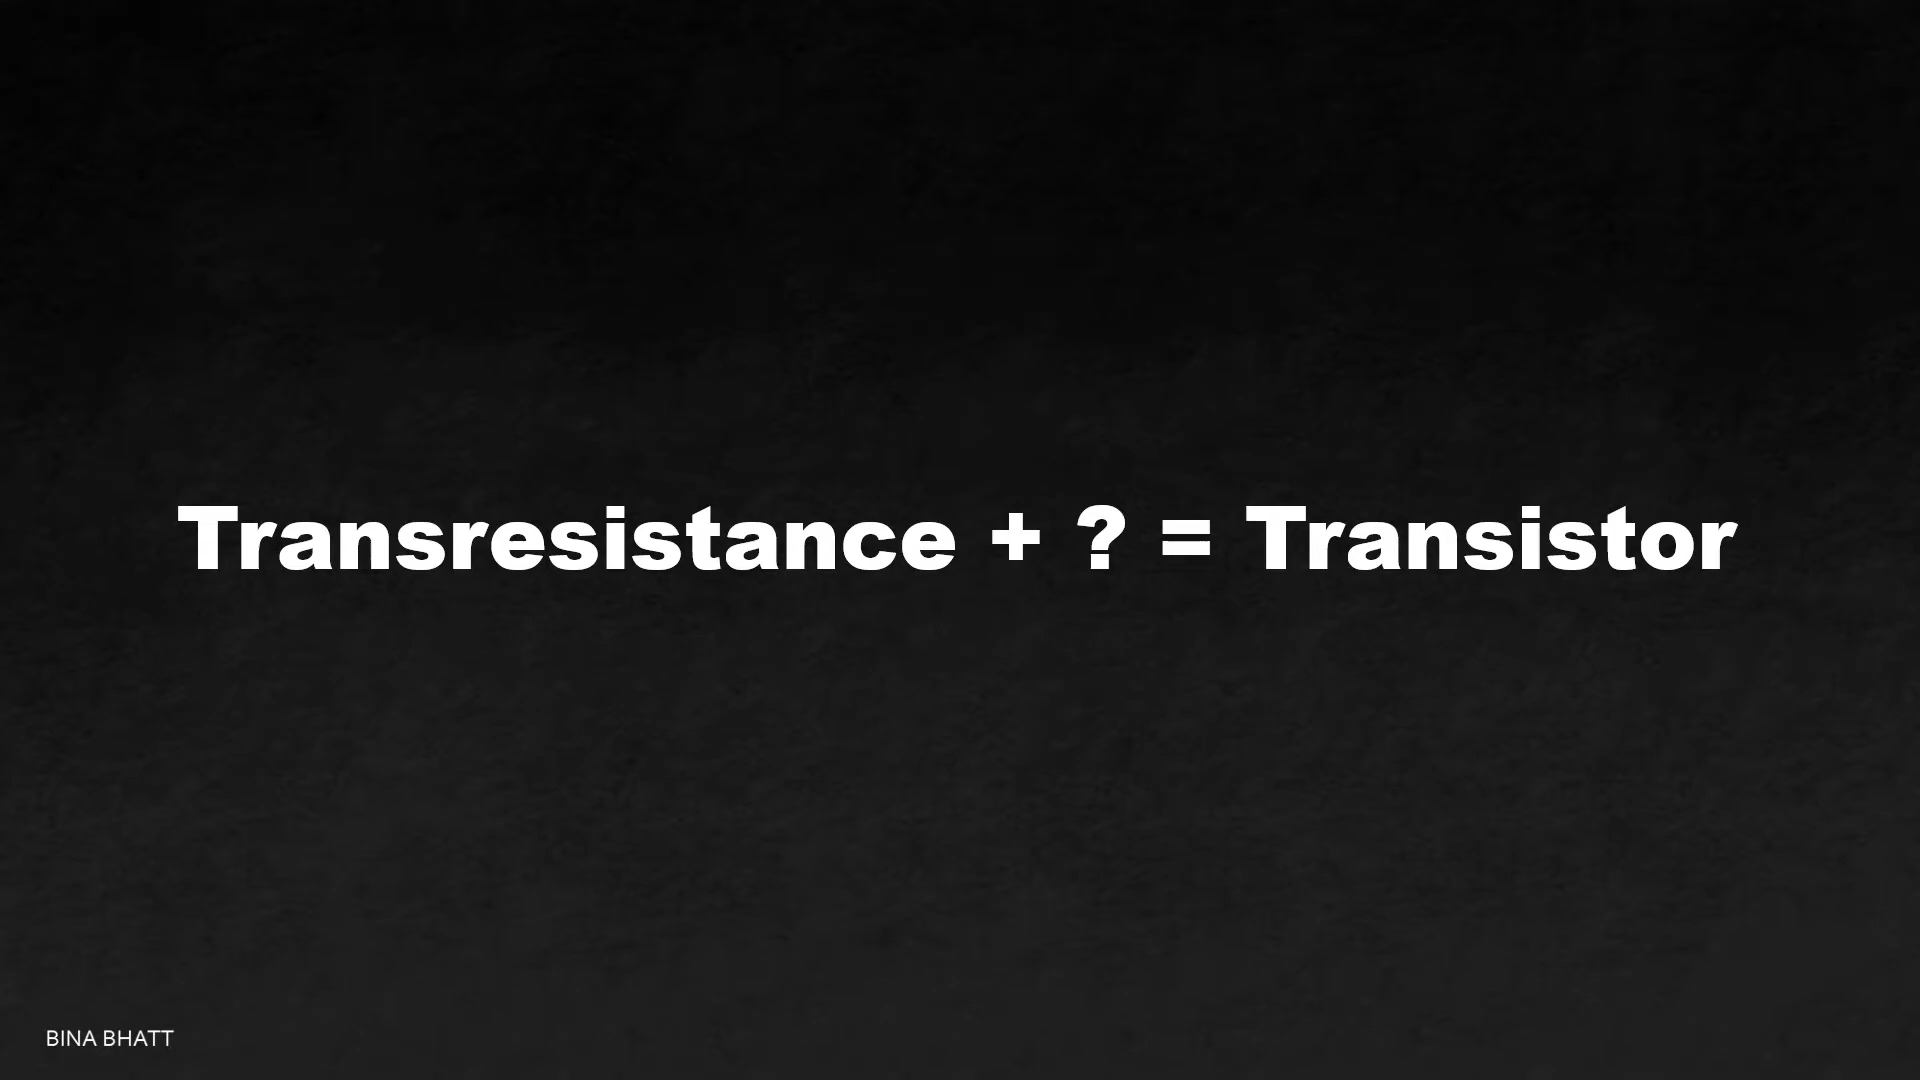 Transresistance + ? = Transistor
BINA BHATT